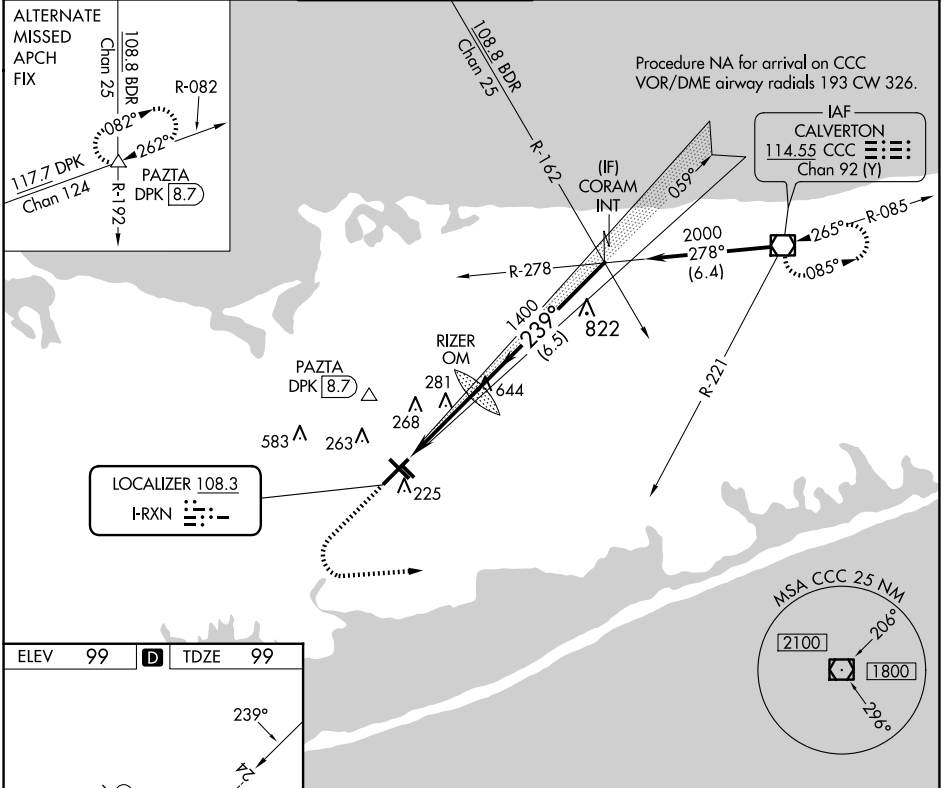 ALTERNATE
MISSED
APCH
FIX
108.8 BDR
Chan 25
R-082
082°
262°
117.7 DPK
Chan 124
R-192
PAZTA
DPK 8.7
108.8 BDR
Chan 25
R-162
Procedure NA for arrival on CCC
VOR/DME airway radials 193 CW 326.
IAF
CALVERTON
114.55 CCC
Chan 92 (Y)
(IF)
CORAM
INT
059°
2000
278°
(6.4)
265°
R-085
085°
R-278
R-221
1400
239°
(6.5)
822
RIZER
OM
644
PAZTA
DPK 8.7
281
268
583
263
225
LOCALIZER 108.3
I-RXN
MSA CCC 25 NM
2100
206°
1800
296°
ELEV 99 D TDZE 99
239°
24